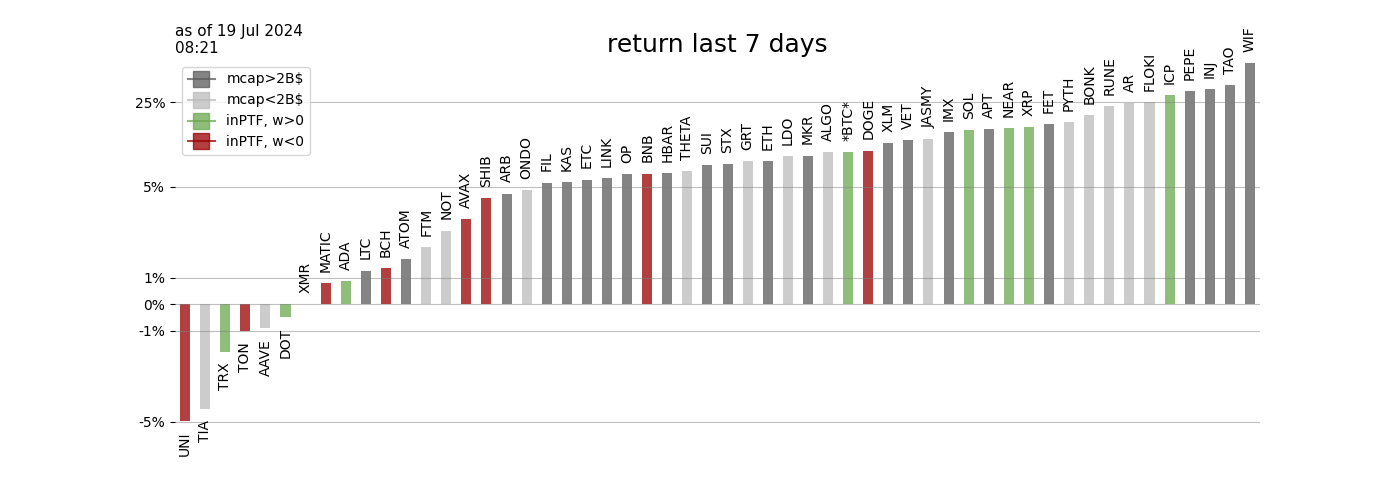 as of 19 Jul 2024
08:21
return last 7 days
mcap>2B$
mcap<2B$
inPTF, w>0
inPTF, w<0
25%
5%
1%
0%
-1%
-5%
UNI
TIA
TRX
TON
AAVE
DOT
XMR
MATIC
ADA
LTC
BCH
ATOM
FTM
NOT
AVAX
SHIB
ARB
ONDO
FIL
KAS
ETC
LINK
OP
BNB
HBAR
THETA
SUI
STX
GRT
ETH
LDO
MKR
ALGO
*BTC*
DOGE
XLM
VET
JASMY
IMX
SOL
APT
NEAR
XRP
FET
PYTH
BONK
RUNE
AR
FLOKI
ICP
PEPE
INJ
TAO
WIF